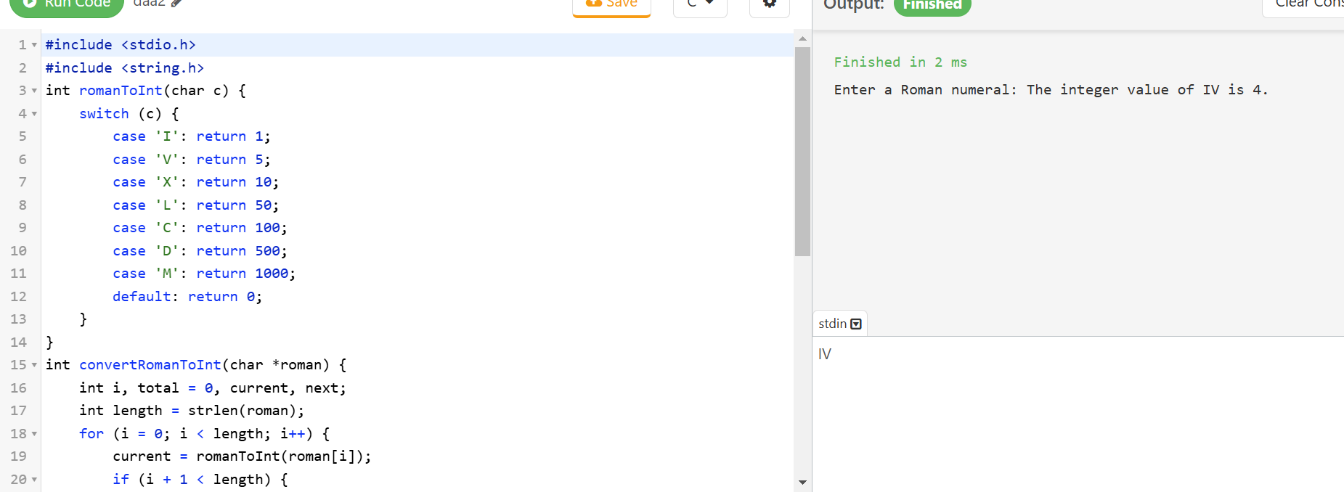 Run Code daa2 Save C Output: Finished
1 #include <stdio.h>
2 #include <string.h>
3 int romanToInt(char c) {
4 switch (c) {
5 case 'I': return 1;
6 case 'V': return 5;
7 case 'X': return 10;
8 case 'L': return 50;
9 case 'C': return 100;
10 case 'D': return 500;
11 case 'M': return 1000;
12 default: return 0;
13 }
14 }
15 int convertRomanToInt(char *roman) {
16 int i, total = 0, current, next;
17 int length = strlen(roman);
18 for (i = 0; i < length; i++) {
19 current = romanToInt(roman[i]);
20 if (i + 1 < length) {
Finished in 2 ms
Enter a Roman numeral: The integer value of IV is 4.
stdin
IV